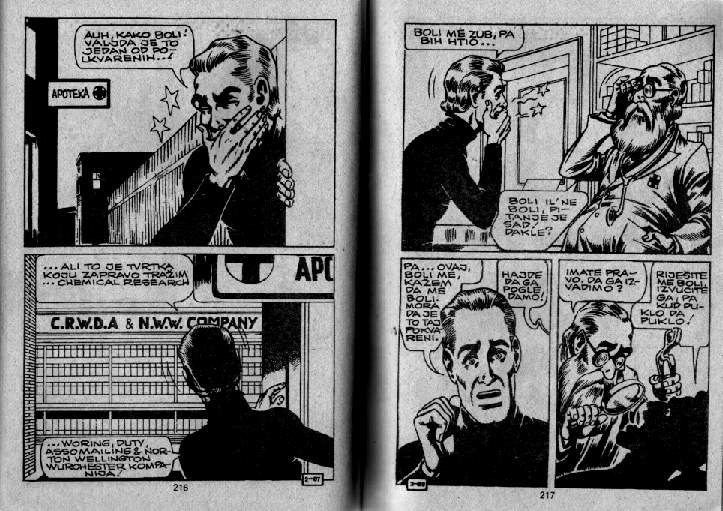 AUH, KAKO BOLI!
VALJDA JE TO
JEDAN OD PO-
KVARENIH...!
APOTEKA
...ALI TO JE TVRTKA
KOJU ZAPRAVO TRAŽIM
...CHEMICAL RESEARCH
APO
C.R.W.D.A & N.W.W. COMPANY
...WORING, DUTY,
ASSOMAILING & NOR-
TON WELLINGTON
WURCHESTER KOMPA-
NIJA!
2-07
216
BOLI ME ZUB, PA
BIH HTIO...
BOLI IL' NE
BOLI, PI-
TANJE JE
SAD!
DAKLE?
PA... OVAJ,
BOLI ME,
KAŽEM
DA ME
BOLI.
MORA
DA JE
TO TAJ
POKVA-
RENI.
HAJDE
DA GA
POGLE-
DAMO!
IMATE PRA-
VO. DA GA IZ-
VADIMO?
RIJEŠITE
ME BOLI,
IZVUCITE
GA, PA
KUD PU-
KLO DA
PUKLO!
217